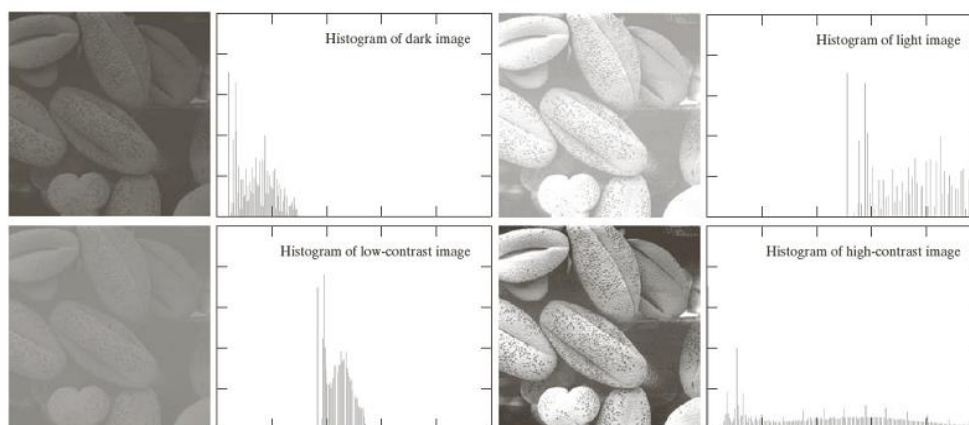 Histogram of dark image
Histogram of light image
Histogram of low-contrast image
Histogram of high-contrast image